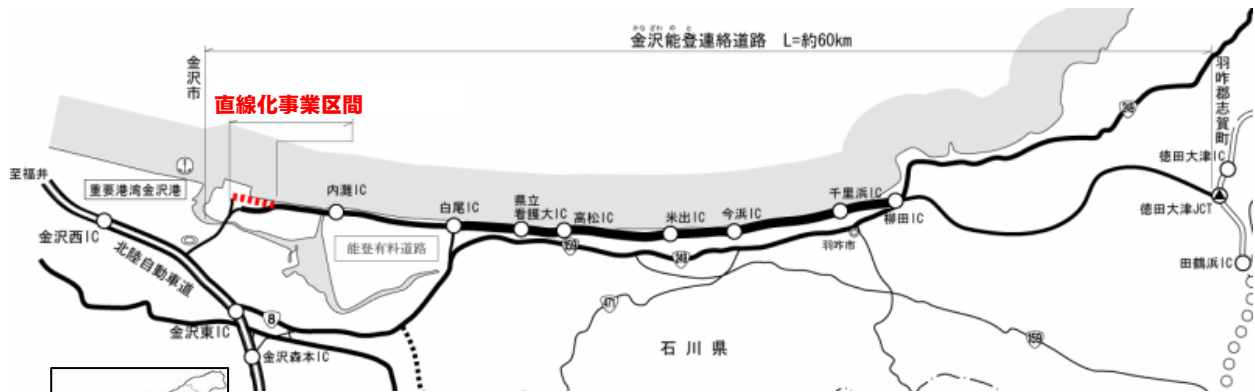 かなざわ の と
金沢能登連絡道路 L=約60km
金沢市
直線化事業区間
羽咋郡志賀町
249
至福井
重要港湾金沢港
徳田大津IC
内灘IC
千里浜IC
白尾IC
県立
看護大IC
高松IC
米出IC
今浜IC
柳田IC
徳田大津JCT
金沢西IC
能登有料道路
159
249
羽咋市
田鶴浜IC
北陸自動車道
471
8
金沢東IC
159
石川県
金沢森本IC